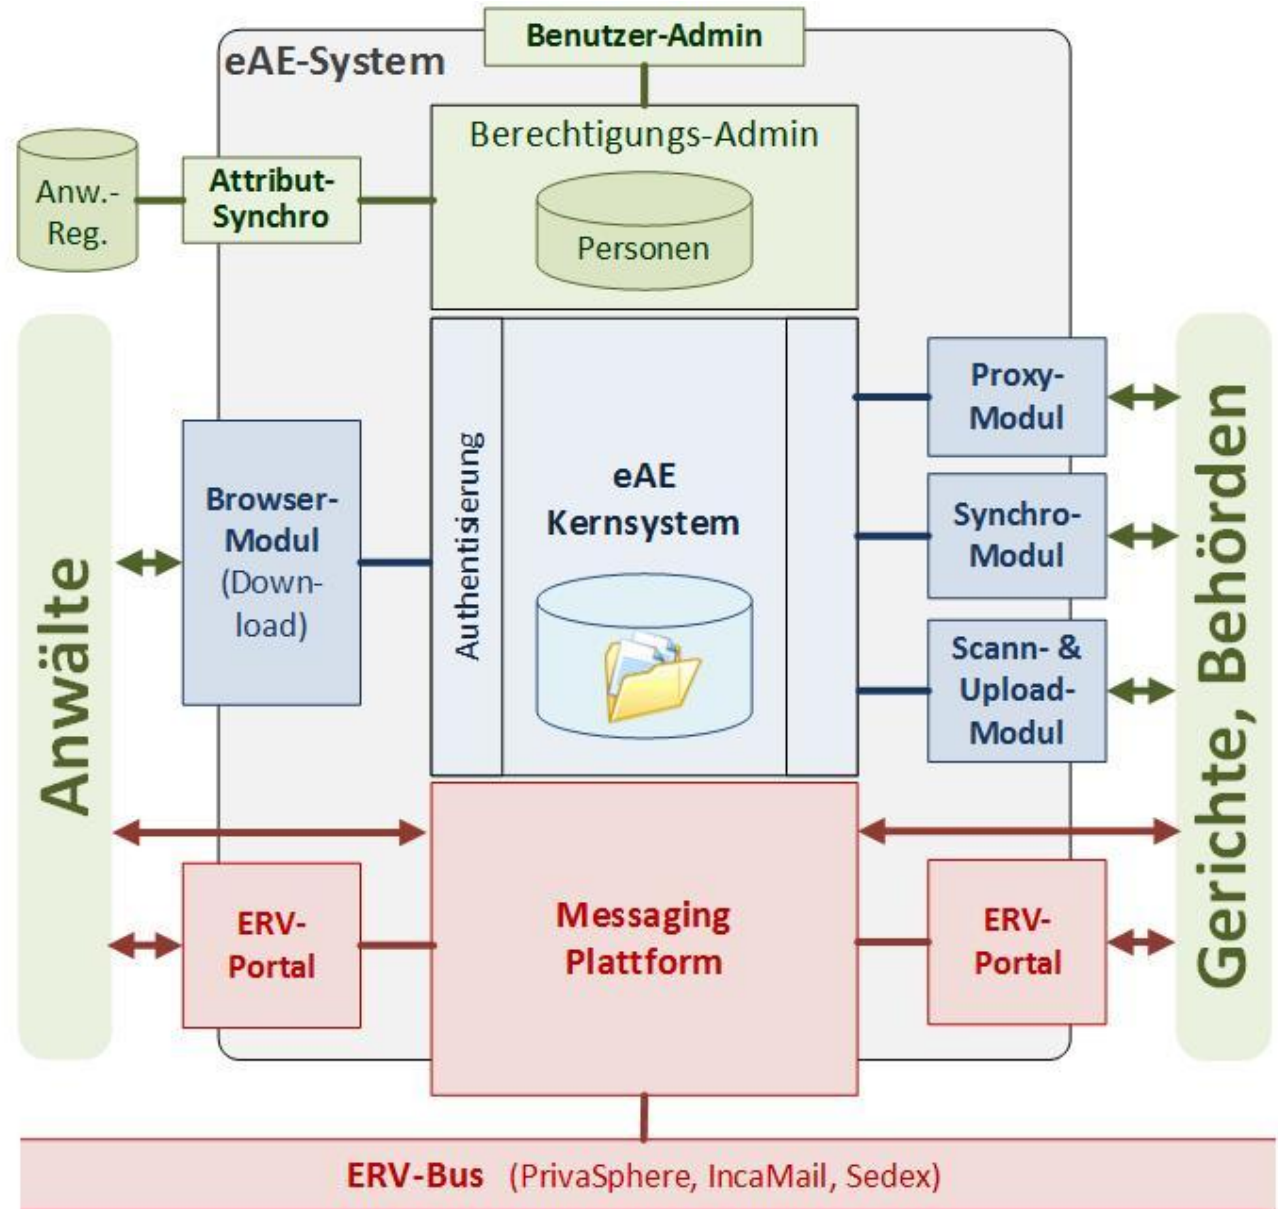 Benutzer-Admin
eAE-System
Berechtigungs-Admin
Anw.-
Reg.
Attribut-
Synchro
Personen
Anwälte
Browser-
Modul
(Down-
load)
Authentisierung
eAE
Kernsystem
Proxy-
Modul
Synchro-
Modul
Scann- &
Upload-
Modul
Gerichte, Behörden
ERV-
Portal
Messaging
Plattform
ERV-
Portal
ERV-Bus (PrivaSphere, IncaMail, Sedex)